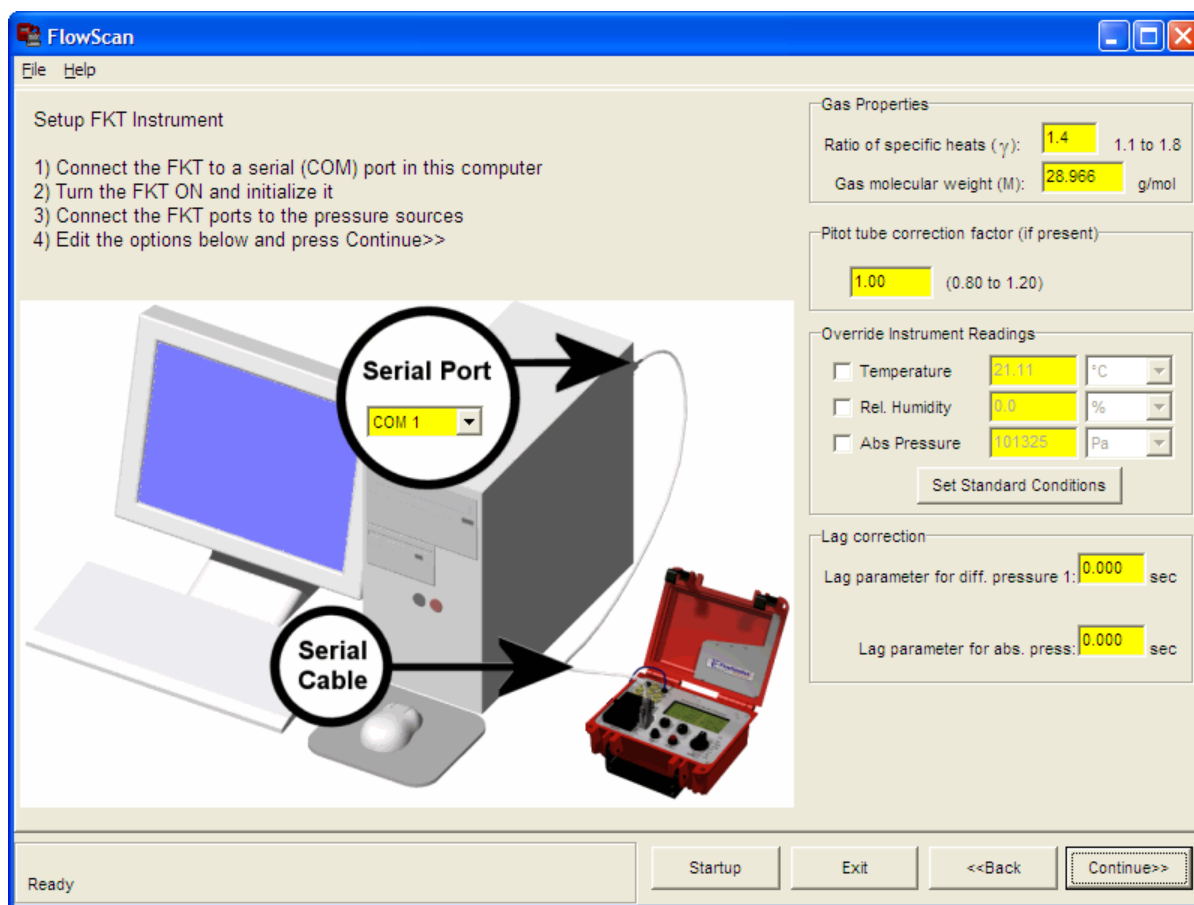 FlowScan
File Help
Setup FKT Instrument
1) Connect the FKT to a serial (COM) port in this computer
2) Turn the FKT ON and initialize it
3) Connect the FKT ports to the pressure sources
4) Edit the options below and press Continue>>
Serial Port
COM 1
Serial
Cable
Gas Properties
Ratio of specific heats (γ): 1.4 1.1 to 1.8
Gas molecular weight (M): 28.966 g/mol
Pitot tube correction factor (if present)
1.00 (0.80 to 1.20)
Override Instrument Readings
Temperature 21.11 °C
Rel. Humidity 0.0 %
Abs Pressure 101325 Pa
Set Standard Conditions
Lag correction
Lag parameter for diff. pressure 1: 0.000 sec
Lag parameter for abs. press: 0.000 sec
Ready
Startup Exit <<Back Continue>>